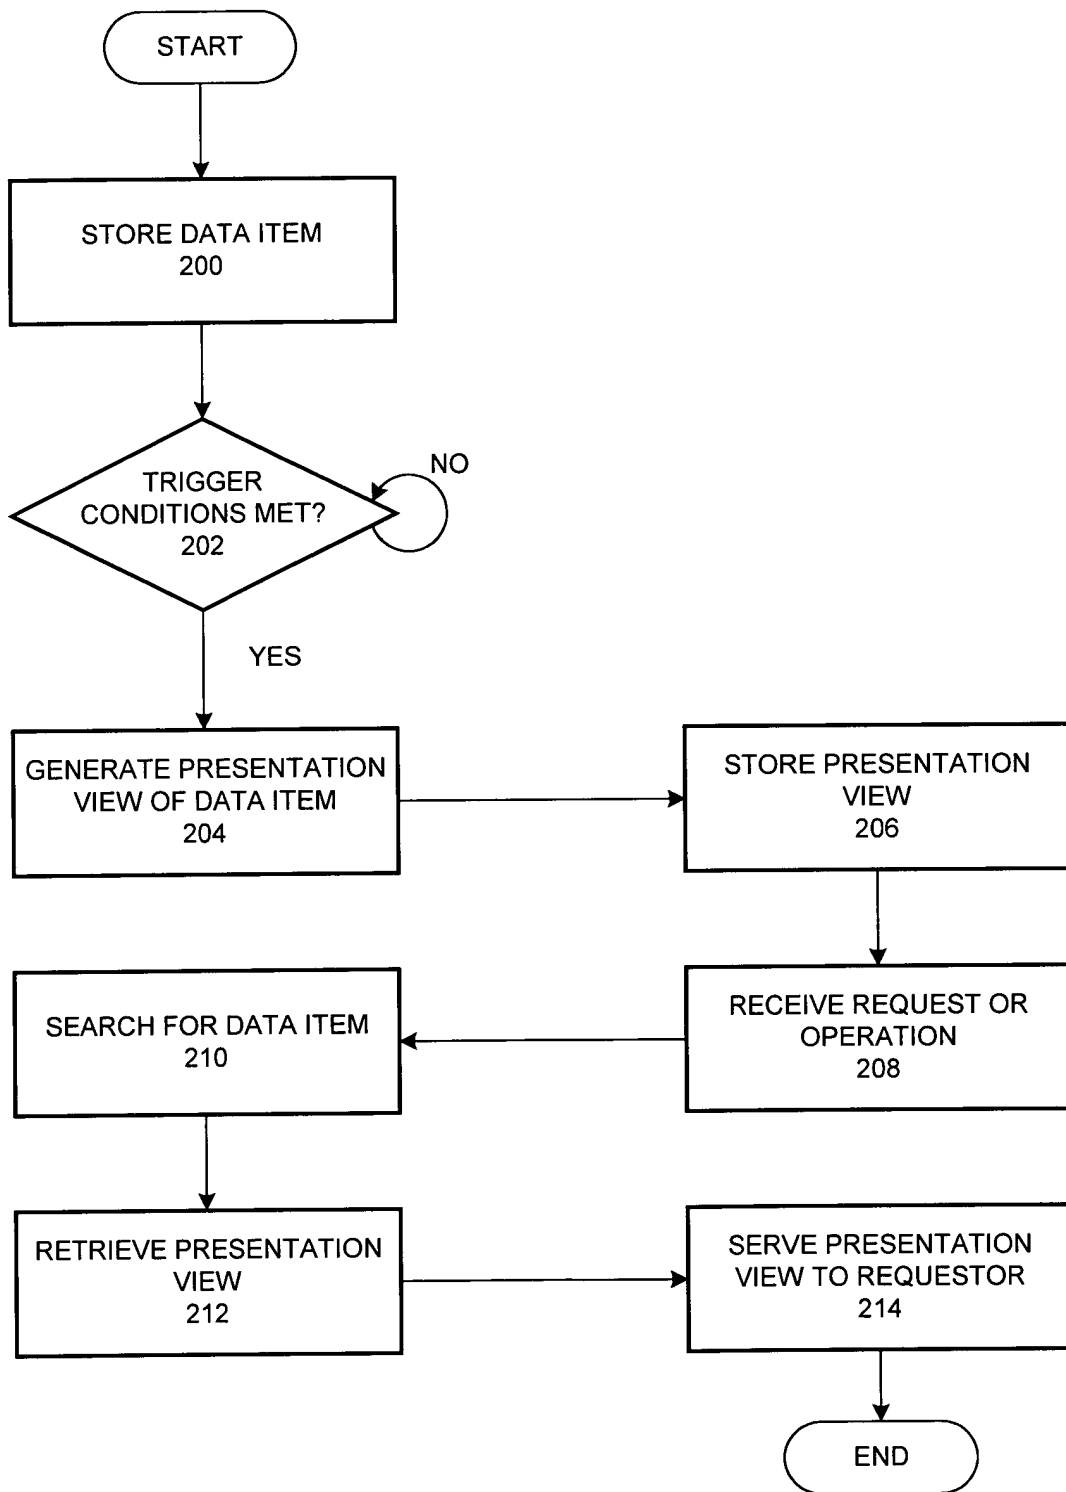 START
STORE DATA ITEM
200
TRIGGER
CONDITIONS MET?
202
NO
YES
GENERATE PRESENTATION
VIEW OF DATA ITEM
204
STORE PRESENTATION
VIEW
206
RECEIVE REQUEST OR
OPERATION
208
SEARCH FOR DATA ITEM
210
RETRIEVE PRESENTATION
VIEW
212
SERVE PRESENTATION
VIEW TO REQUESTOR
214
END